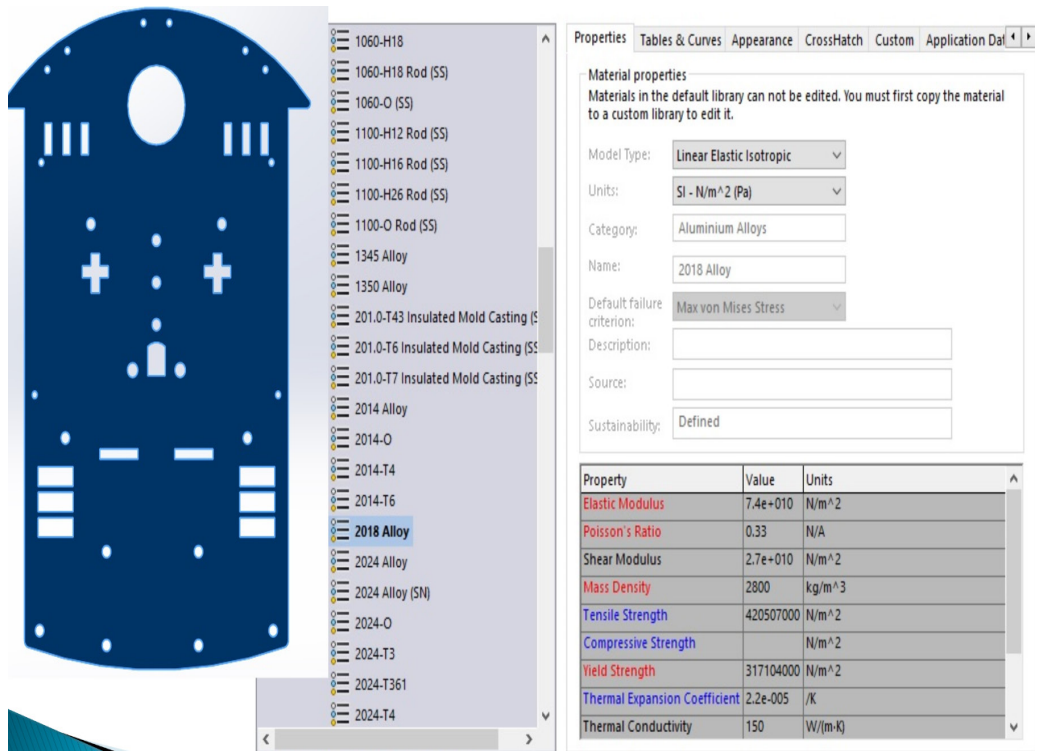 1060-H18
1060-H18 Rod (SS)
1060-O (SS)
1100-H12 Rod (SS)
1100-H16 Rod (SS)
1100-H26 Rod (SS)
1100-O Rod (SS)
1345 Alloy
1350 Alloy
201.0-T43 Insulated Mold Casting (S
201.0-T6 Insulated Mold Casting (SS
201.0-T7 Insulated Mold Casting (SS
2014 Alloy
2014-O
2014-T4
2014-T6
2018 Alloy
2024 Alloy
2024 Alloy (SN)
2024-O
2024-T3
2024-T361
2024-T4
Properties Tables & Curves Appearance CrossHatch Custom Application Dat
Material properties
Materials in the default library can not be edited. You must first copy the material
to a custom library to edit it.
Model Type: Linear Elastic Isotropic
Units: SI - N/m^2 (Pa)
Category: Aluminium Alloys
Name: 2018 Alloy
Default failure
criterion: Max von Mises Stress
Description:
Source:
Sustainability: Defined
Property Value Units
Elastic Modulus 7.4e+010 N/m^2
Poisson's Ratio 0.33 N/A
Shear Modulus 2.7e+010 N/m^2
Mass Density 2800 kg/m^3
Tensile Strength 420507000 N/m^2
Compressive Strength N/m^2
Yield Strength 317104000 N/m^2
Thermal Expansion Coefficient 2.2e-005 /K
Thermal Conductivity 150 W/(m·K)